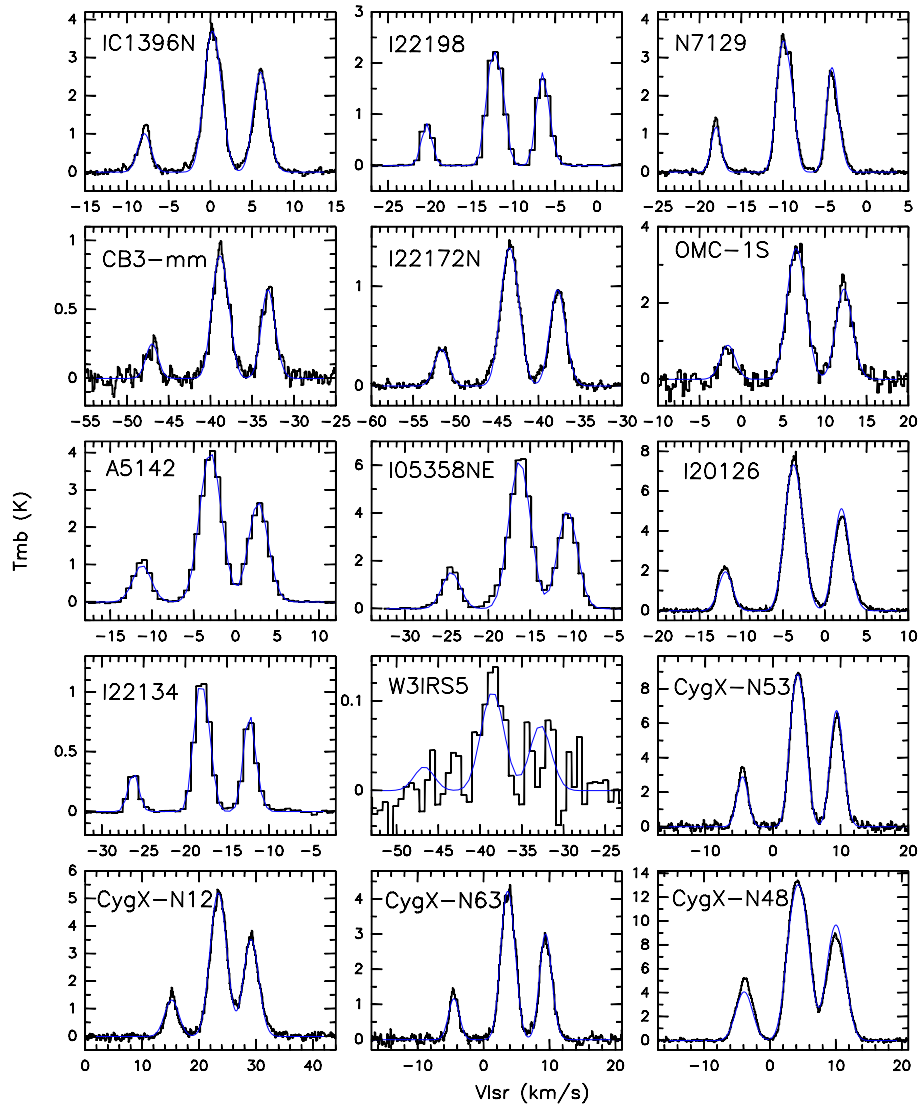 IC1396N
I22198
N7129
4
3
2
1
0
3
2
1
0
4
3
2
1
0
−15 −10 −5 0 5 10 15
−20 −15 −10 −5 0
−25 −20 −15 −10 −5 0 5
CB3−mm
I22172N
OMC−1S
1
0.5
0
1
0
4
2
0
−55 −50 −45 −40 −35 −30 −25
−60 −55 −50 −45 −40 −35 −30
−10 −5 0 5 10 15 20
A5142
I05358NE
I20126
4
3
2
1
0
6
4
2
0
8
6
4
2
0
−15 −10 −5 0 5 10
−30 −25 −20 −15 −10 −5
−20 −15 −10 −5 0 5 10
I22134
W3IRS5
CygX−N53
1
0.5
0
0.1
0
8
6
4
2
0
−30 −25 −20 −15 −10 −5
−50 −45 −40 −35 −30 −25
−10 0 10 20
CygX−N12
CygX−N63
CygX−N48
6
5
4
3
2
1
0
4
3
2
1
0
14
12
10
8
6
4
2
0
0 10 20 30 40
−10 0 10 20
−10 0 10 20
Tmb (K)
Vlsr (km/s)